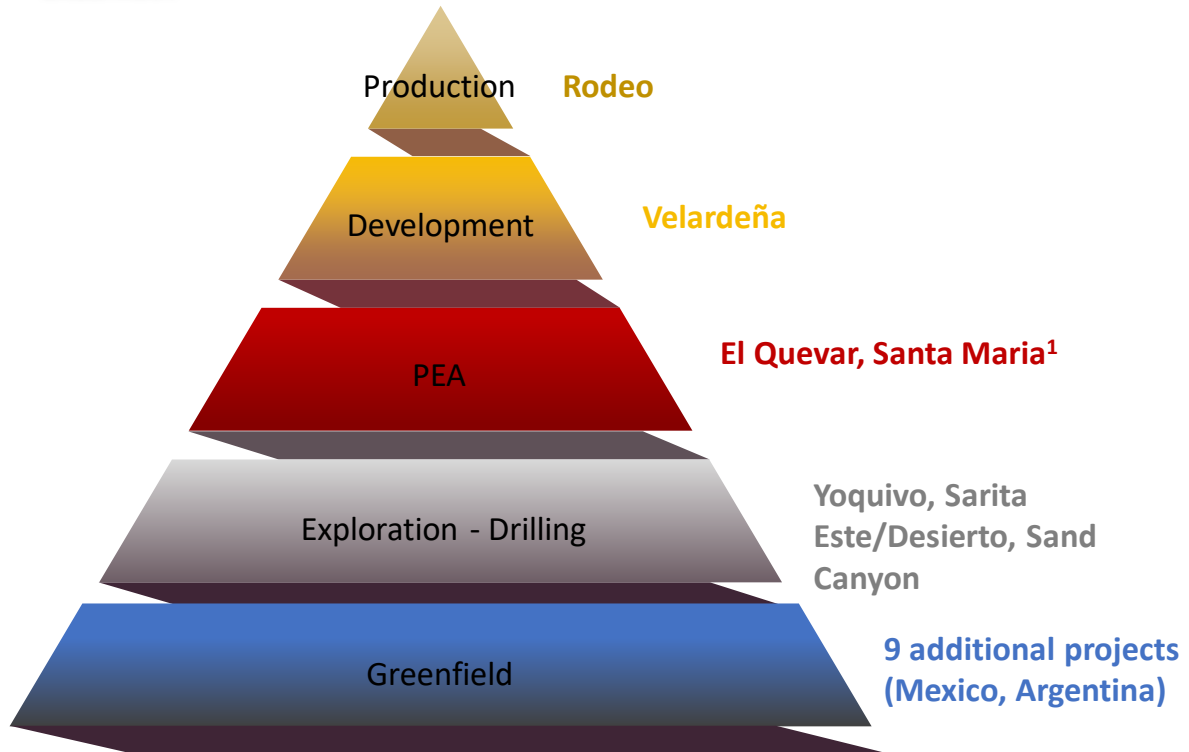 Production
Rodeo
Development
Velardeña
PEA
El Quevar, Santa Maria¹
Exploration - Drilling
Yoquivo, Sarita
Este/Desierto, Sand
Canyon
Greenfield
9 additional projects
(Mexico, Argentina)